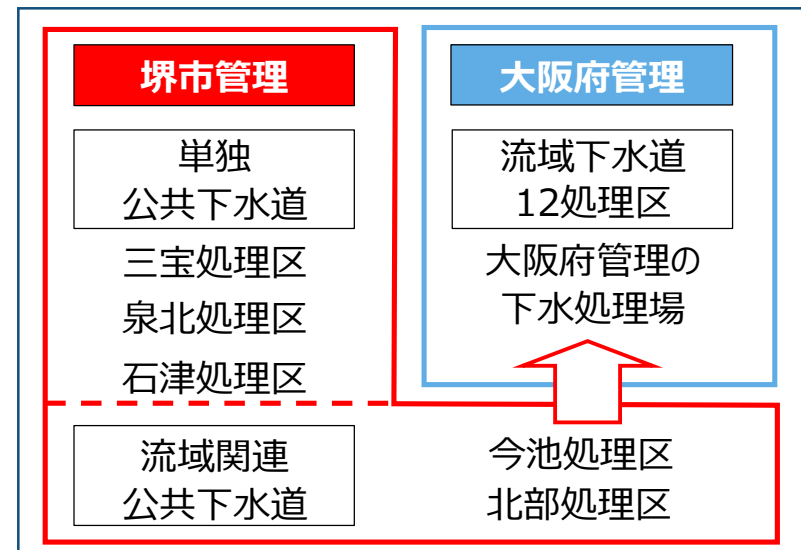 堺市管理
単独
公共下水道
三宝処理区
泉北処理区
石津処理区
流域関連
公共下水道
今池処理区
北部処理区
大阪府管理
流域下水道
12処理区
大阪府管理の
下水処理場